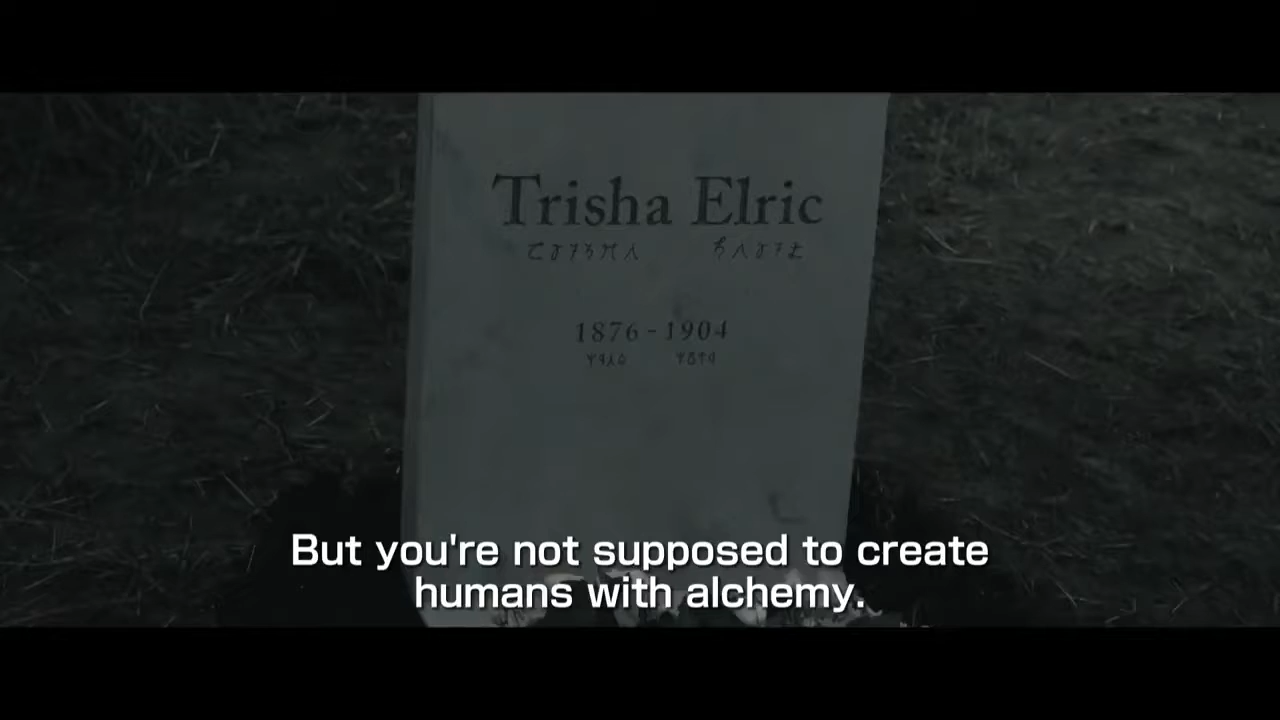 Trisha Elric
1876 - 1904
But you're not supposed to create
humans with alchemy.